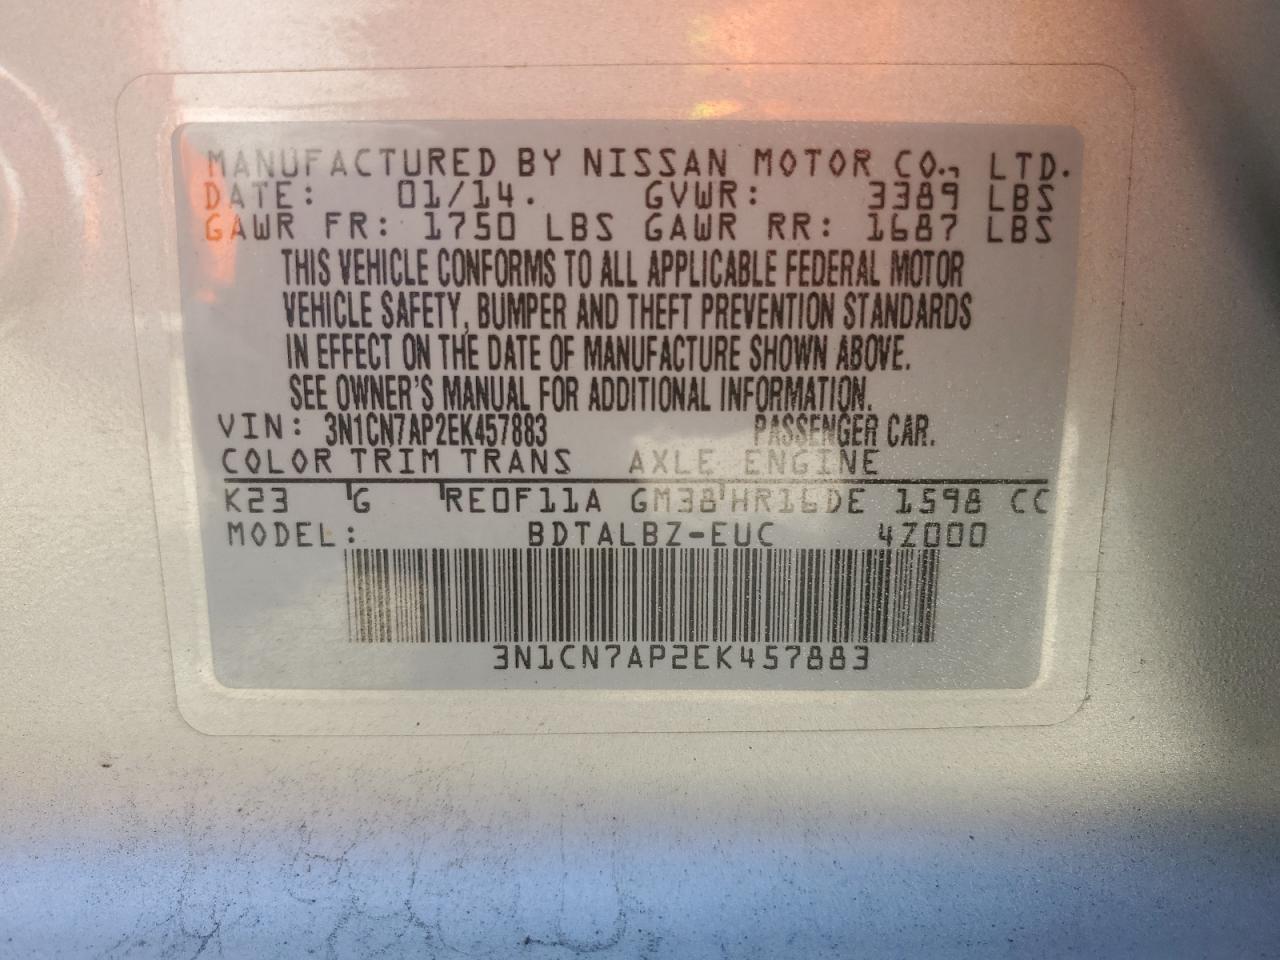 MANUFACTURED BY NISSAN MOTOR CO., LTD.
DATE: 01/14. GVWR: 3389 LBS
GAWR FR: 1750 LBS GAWR RR: 1687 LBS
THIS VEHICLE CONFORMS TO ALL APPLICABLE FEDERAL MOTOR
VEHICLE SAFETY, BUMPER AND THEFT PREVENTION STANDARDS
IN EFFECT ON THE DATE OF MANUFACTURE SHOWN ABOVE.
SEE OWNER'S MANUAL FOR ADDITIONAL INFORMATION.
VIN: 3N1CN7AP2EK457883 PASSENGER CAR.
COLOR TRIM TRANS AXLE ENGINE
K23 G RE0F11A GM38 HR16DE 1598 CC
MODEL: BDTALBZ-EUC 4Z000
3N1CN7AP2EK457883